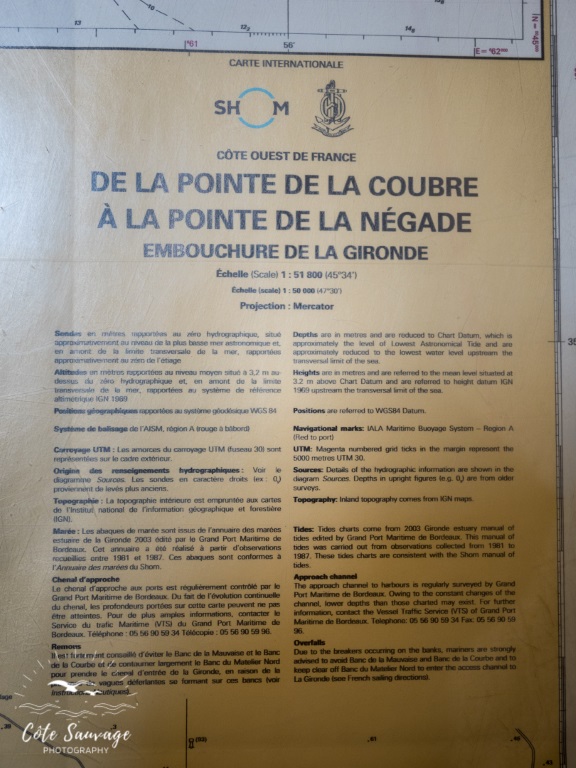 13
13₅
14₈
°61
56'
E = °62⁰⁰⁰
N = °45⁰⁰⁰
CARTE INTERNATIONALE
SHOM
CÔTE OUEST DE FRANCE
DE LA POINTE DE LA COUBRE
À LA POINTE DE LA NÉGADE
EMBOUCHURE DE LA GIRONDE
Échelle (Scale) 1 : 51 800 (45°34')
Échelle (scale) 1 : 50 000 (47°30')
Projection : Mercator
Sondes en mètres rapportées au zéro hydrographique, situé
approximativement au niveau de la plus basse mer astronomique et,
en amont de la limite transversale de la mer, rapportées
approximativement au zéro de l'étiage
Altitudes en mètres rapportées au niveau moyen situé à 3,2 m au-
dessus du zéro hydrographique et, en amont de la limite
transversale de la mer, rapportées au système de référence
altimétrique IGN 1969
Positions géographiques rapportées au système géodésique WGS 84
Système de balisage de l'AISM, région A (rouge à bâbord)
Carroyage UTM : Les amorces du carroyage UTM (fuseau 30) sont
représentées sur le cadre extérieur.
Origine des renseignements hydrographiques : Voir le
diagramme Sources. Les sondes en caractère droits (ex : 0₄)
proviennent de levés plus anciens.
Topographie : La topographie intérieure est empruntée aux cartes
de l'Institut national de l'information géographique et forestière
(IGN).
Marée : Les abaques de marée sont issus de l'annuaire des marées
estuaire de la Gironde 2003 édité par le Grand Port Maritime de
Bordeaux. Cet annuaire a été réalisé à partir d'observations
recueillies entre 1981 et 1987. Ces abaques sont conformes à
l'Annuaire des marées du Shom.
Chenal d'approche
Le chenal d'approche aux ports est régulièrement contrôlé par le
Grand Port Maritime de Bordeaux. Du fait de l'évolution continuelle
du chenal, les profondeurs portées sur cette carte peuvent ne pas
être atteintes. Pour de plus amples informations, contacter le
Service du trafic Maritime (VTS) du Grand Port Maritime de
Bordeaux. Téléphone : 05 56 90 59 34 Télécopie : 05 56 90 59 96.
Remous
Il est fortement conseillé d'éviter le Banc de la Mauvaise et le Banc
de la Coubre et de contourner largement le Banc du Matelier Nord
pour prendre le chenal d'entrée de la Gironde, en raison de la
vagues déferlantes se formant sur ces bancs (voir
Instructions nautiques).
Depths are in metres and are reduced to Chart Datum, which is
approximately the level of Lowest Astronomical Tide and are
approximately reduced to the lowest water level upstream the
transversal limit of the sea.
Heights are in metres and are referred to the mean level situated at
3.2 m above Chart Datum and are referred to height datum IGN
1969 upstream the transversal limit of the sea.
Positions are referred to WGS84 Datum.
Navigational marks: IALA Maritime Buoyage System – Region A
(Red to port)
UTM: Magenta numbered grid ticks in the margin represent the
5000 metres UTM 30.
Sources: Details of the hydrographic information are shown in the
diagram Sources. Depths in upright figures (e.g. 0₄) are from older
surveys.
Topography: Inland topography comes from IGN maps.
Tides: Tides charts come from 2003 Gironde estuary manual of
tides edited by Grand Port Maritime de Bordeaux. This manual of
tides was carried out from observations collected from 1981 to
1987. These tides charts are consistent with the Shom manual of
tides.
Approach channel
The approach channel to harbours is regularly surveyed by Grand
Port Maritime de Bordeaux. Owing to the constant changes of the
channel, lower depths than those charted may exist. For further
information, contact the Vessel Traffic Service (VTS) of Grand Port
Maritime de Bordeaux. Telephone: 05 56 90 59 34 Fax: 05 56 90 59
96.
Overfalls
Due to the breakers occurring on the banks, mariners are strongly
advised to avoid Banc de la Mauvaise and Banc de la Coubre and to
keep clear off Banc du Matelier Nord to enter the access channel to
La Gironde (see French sailing directions).
35
Côte Sauvage
PHOTOGRAPHY